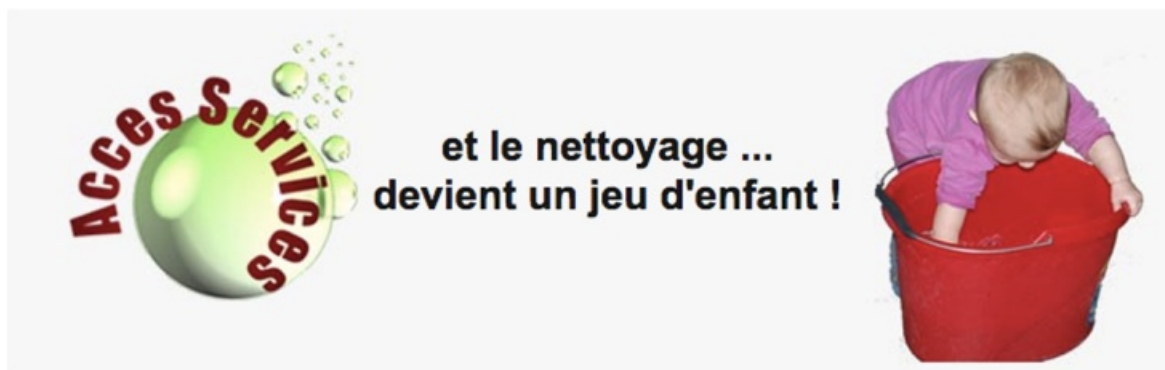 Acces Services
et le nettoyage ...
devient un jeu d'enfant !